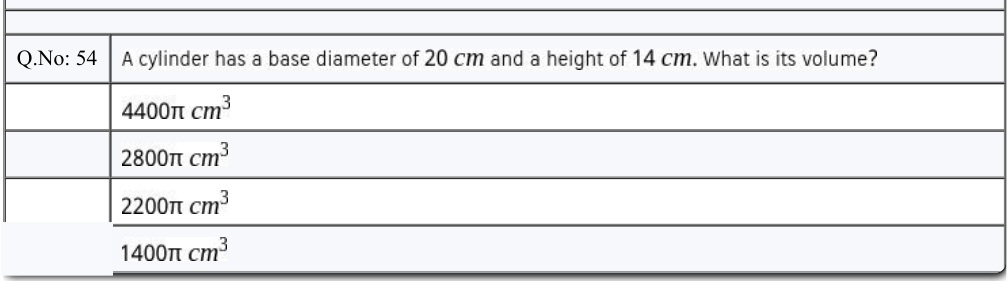 Q.No: 54 A cylinder has a base diameter of 20 cm and a height of 14 cm. What is its volume?
4400π cm³
2800π cm³
2200π cm³
1400π cm³